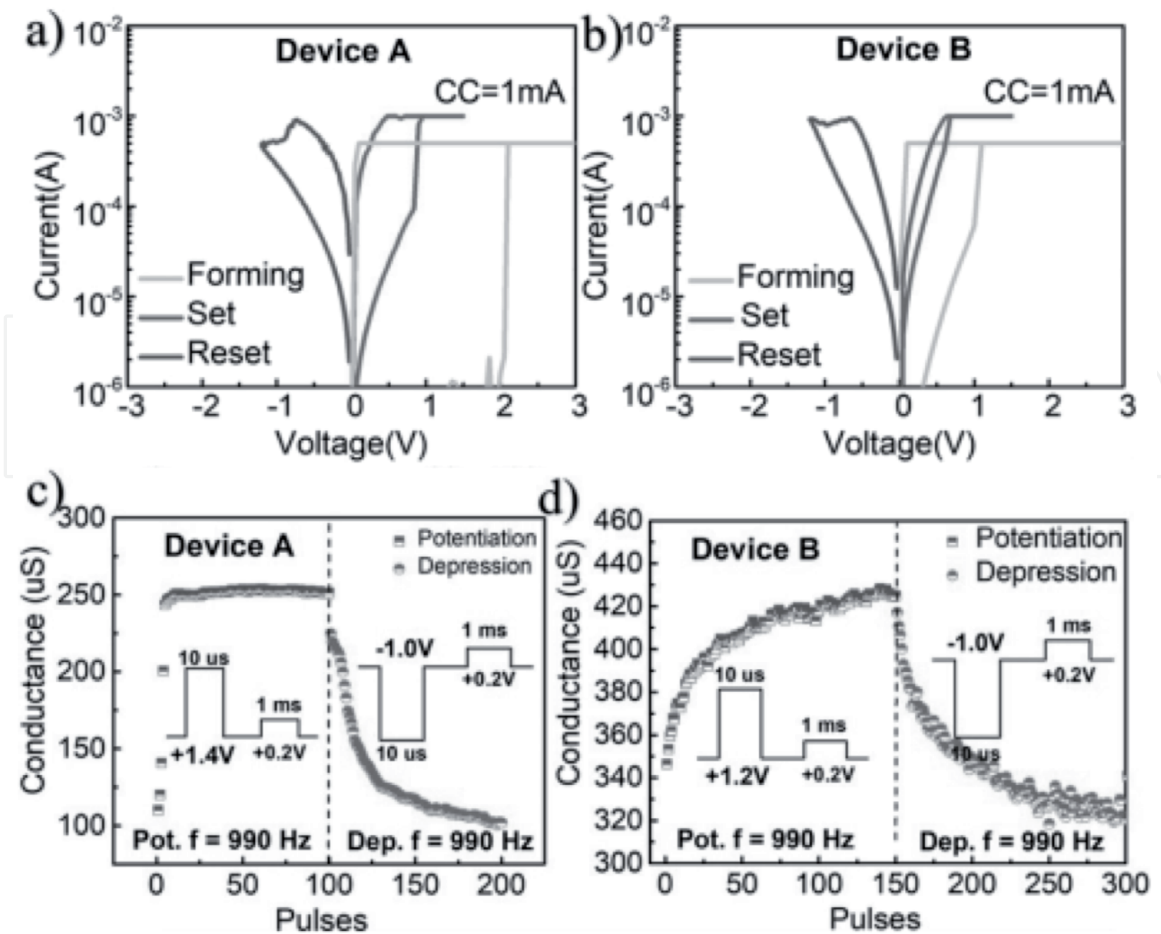 a)
Device A
CC=1mA
Forming
Set
Reset
10-2
10-3
10-4
10-5
10-6
Current(A)
-3 -2 -1 0 1 2 3
Voltage(V)
b)
Device B
CC=1mA
Forming
Set
Reset
10-2
10-3
10-4
10-5
10-6
Current(A)
-3 -2 -1 0 1 2 3
Voltage(V)
c)
Device A
Potentiation
Depression
300
250
200
150
100
Conductance (uS)
10 us
+1.4V
1 ms
+0.2V
-1.0V
10 us
1 ms
+0.2V
Pot. f = 990 Hz
Dep. f = 990 Hz
0 50 100 150 200
Pulses
d)
Device B
Potentiation
Depression
460
440
420
400
380
360
340
320
300
Conductance (uS)
10 us
+1.2V
1 ms
+0.2V
-1.0V
10 us
1 ms
+0.2V
Pot. f = 990 Hz
Dep. f = 990 Hz
0 50 100 150 200 250 300
Pulses